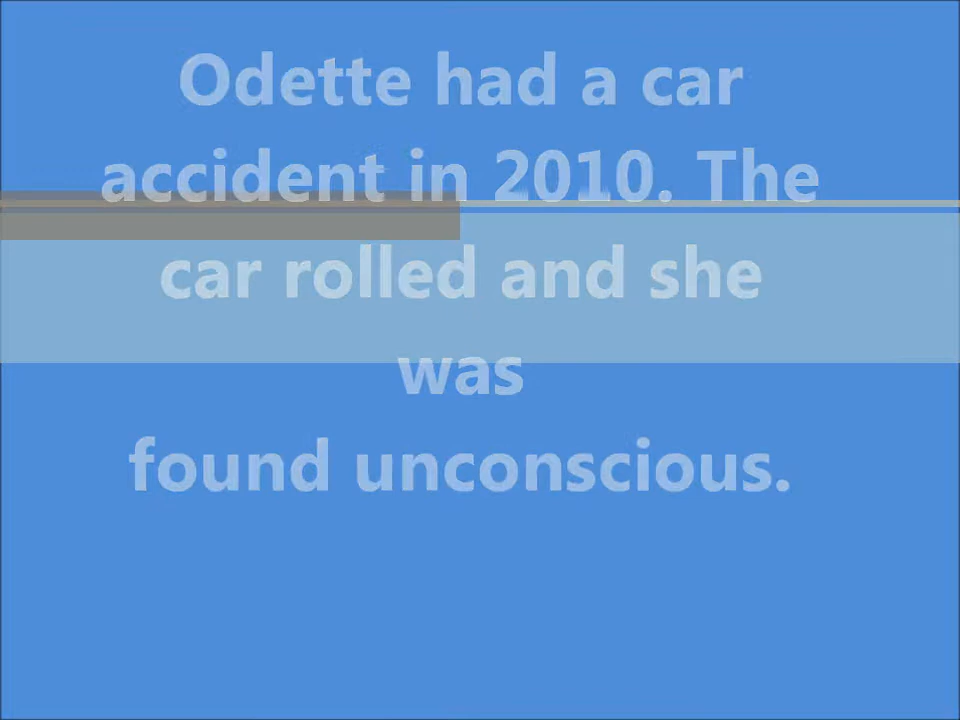 Odette had a car
accident in 2010. The
car rolled and she
was
found unconscious.